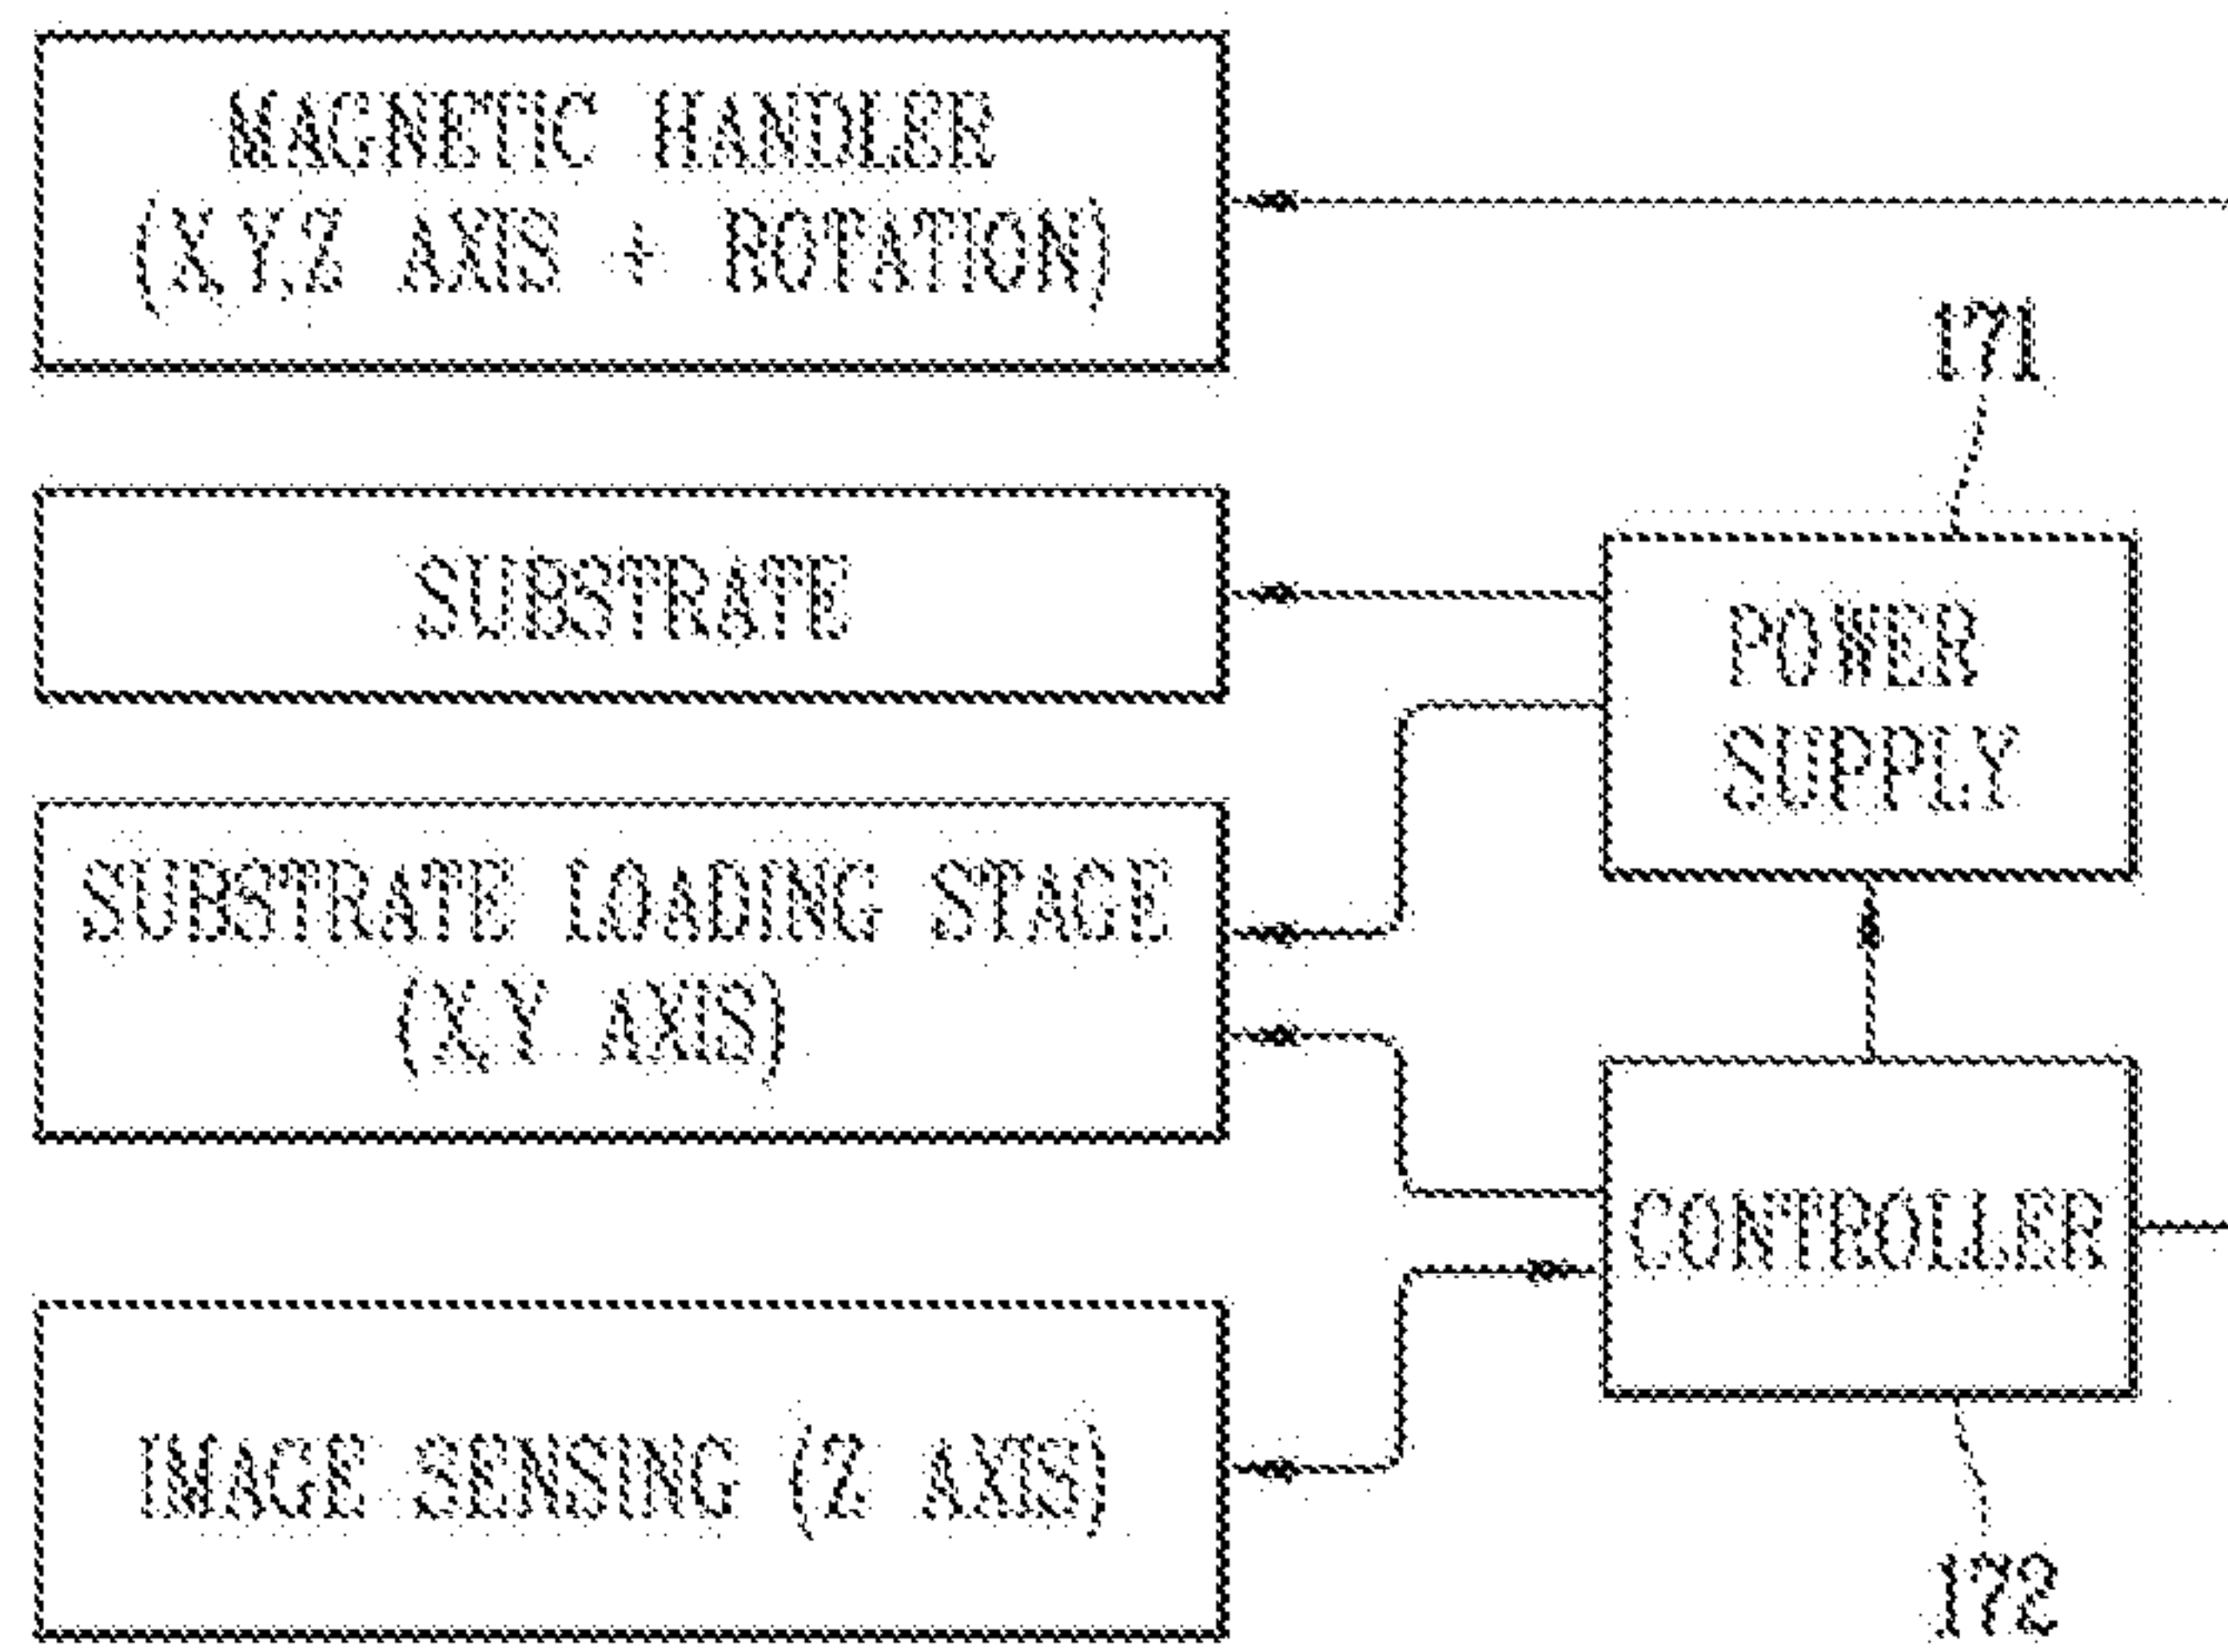 MAGNETIC HANDLER
(X,Y,Z AXIS + ROTATION)
171
SUBSTRATE
POWER
SUPPLY
SUBSTRATE LOADING STAGE
(X,Y AXIS)
CONTROLLER
IMAGE SENSING (Z AXIS)
172